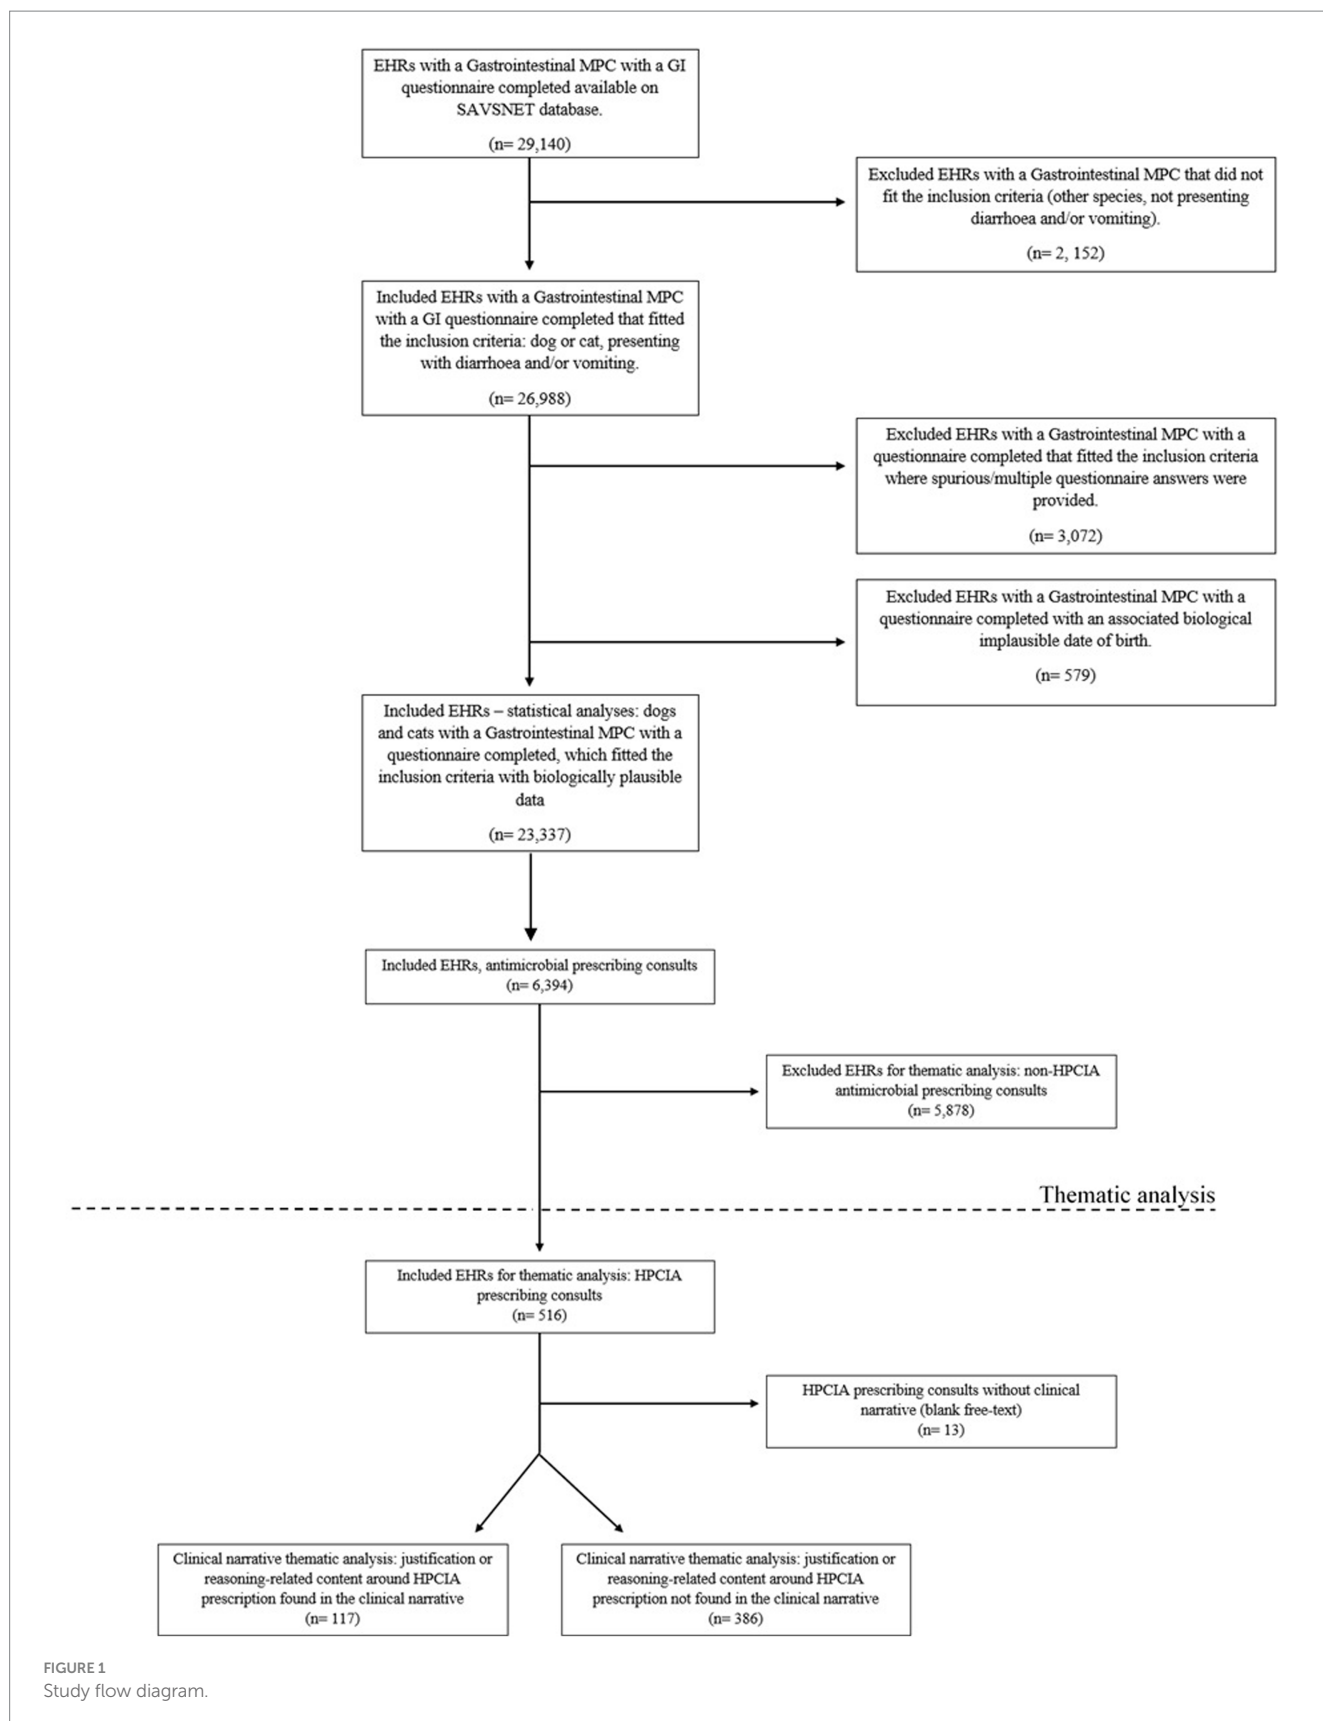 EHRs with a Gastrointestinal MPC with a GI
questionnaire completed available on
SAVSNET database.
(n= 29,140)
Excluded EHRs with a Gastrointestinal MPC that did not
fit the inclusion criteria (other species, not presenting
diarrhoea and/or vomiting).
(n= 2, 152)
Included EHRs with a Gastrointestinal MPC
with a GI questionnaire completed that fitted
the inclusion criteria: dog or cat, presenting
with diarrhoea and/or vomiting.
(n= 26,988)
Excluded EHRs with a Gastrointestinal MPC with a
questionnaire completed that fitted the inclusion criteria
where spurious/multiple questionnaire answers were
provided.
(n= 3,072)
Excluded EHRs with a Gastrointestinal MPC with a
questionnaire completed with an associated biological
implausible date of birth.
(n= 579)
Included EHRs – statistical analyses: dogs
and cats with a Gastrointestinal MPC with a
questionnaire completed, which fitted the
inclusion criteria with biologically plausible
data
(n= 23,337)
Included EHRs, antimicrobial prescribing consults
(n= 6,394)
Excluded EHRs for thematic analysis: non-HPCIA
antimicrobial prescribing consults
(n= 5,878)
Thematic analysis
Included EHRs for thematic analysis: HPCIA
prescribing consults
(n= 516)
HPCIA prescribing consults without clinical
narrative (blank free-text)
(n= 13)
Clinical narrative thematic analysis: justification or
reasoning-related content around HPCIA
prescription found in the clinical narrative
(n= 117)
Clinical narrative thematic analysis: justification or
reasoning-related content around HPCIA
prescription not found in the clinical narrative
(n= 386)
FIGURE 1
Study flow diagram.